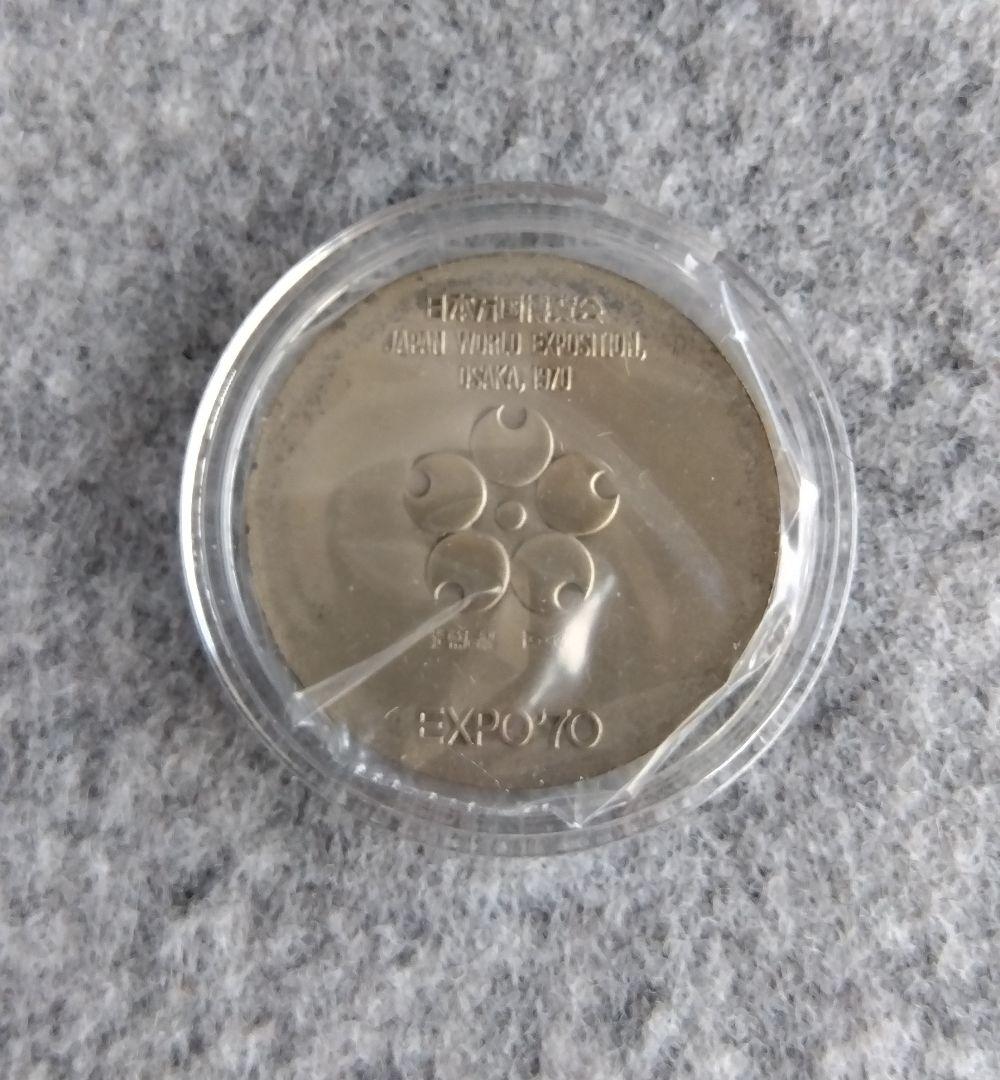 日本万国博覧会
JAPAN WORLD EXPOSITION,
OSAKA, 1970
EXPO'70